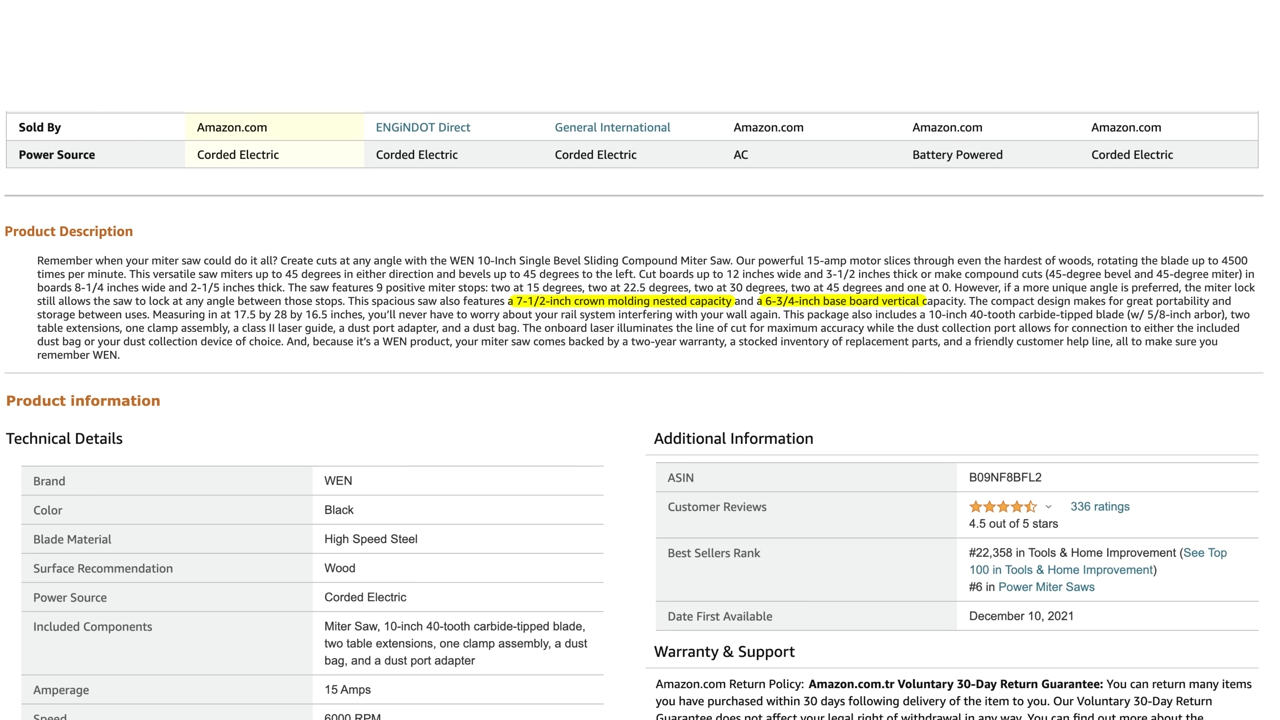 Sold By Amazon.com ENGiNDOT Direct General International Amazon.com Amazon.com Amazon.com
Power Source Corded Electric Corded Electric Corded Electric AC Battery Powered Corded Electric
Product Description
Remember when your miter saw could do it all? Create cuts at any angle with the WEN 10-Inch Single Bevel Sliding Compound Miter Saw. Our powerful 15-amp motor slices through even the hardest of woods, rotating the blade up to 4500
times per minute. This versatile saw miters up to 45 degrees in either direction and bevels up to 45 degrees to the left. Cut boards up to 12 inches wide and 3-1/2 inches thick or make compound cuts (45-degree bevel and 45-degree miter) in
boards 8-1/4 inches wide and 2-1/5 inches thick. The saw features 9 positive miter stops: two at 15 degrees, two at 22.5 degrees, two at 30 degrees, two at 45 degrees and one at 0. However, if a more unique angle is preferred, the miter lock
still allows the saw to lock at any angle between those stops. This spacious saw also features a 7-1/2-inch crown molding nested capacity and a 6-3/4-inch base board vertical capacity. The compact design makes for great portability and
storage between uses. Measuring in at 17.5 by 28 by 16.5 inches, you'll never have to worry about your rail system interfering with your wall again. This package also includes a 10-inch 40-tooth carbide-tipped blade (w/ 5/8-inch arbor), two
table extensions, one clamp assembly, a class II laser guide, a dust port adapter, and a dust bag. The onboard laser illuminates the line of cut for maximum accuracy while the dust collection port allows for connection to either the included
dust bag or your dust collection device of choice. And, because it's a WEN product, your miter saw comes backed by a two-year warranty, a stocked inventory of replacement parts, and a friendly customer help line, all to make sure you
remember WEN.
Product information
Technical Details
Brand WEN
Color Black
Blade Material High Speed Steel
Surface Recommendation Wood
Power Source Corded Electric
Included Components Miter Saw, 10-inch 40-tooth carbide-tipped blade,
two table extensions, one clamp assembly, a dust
bag, and a dust port adapter
Amperage 15 Amps
Speed 6000 RPM
Additional Information
ASIN B09NF8BFL2
Customer Reviews 336 ratings
4.5 out of 5 stars
Best Sellers Rank #22,358 in Tools & Home Improvement (See Top
100 in Tools & Home Improvement)
#6 in Power Miter Saws
Date First Available December 10, 2021
Warranty & Support
Amazon.com Return Policy: Amazon.com.tr Voluntary 30-Day Return Guarantee: You can return many items
you have purchased within 30 days following delivery of the item to you. Our Voluntary 30-Day Return
Guarantee does not affect your legal right of withdrawal in any way. You can find out more about the